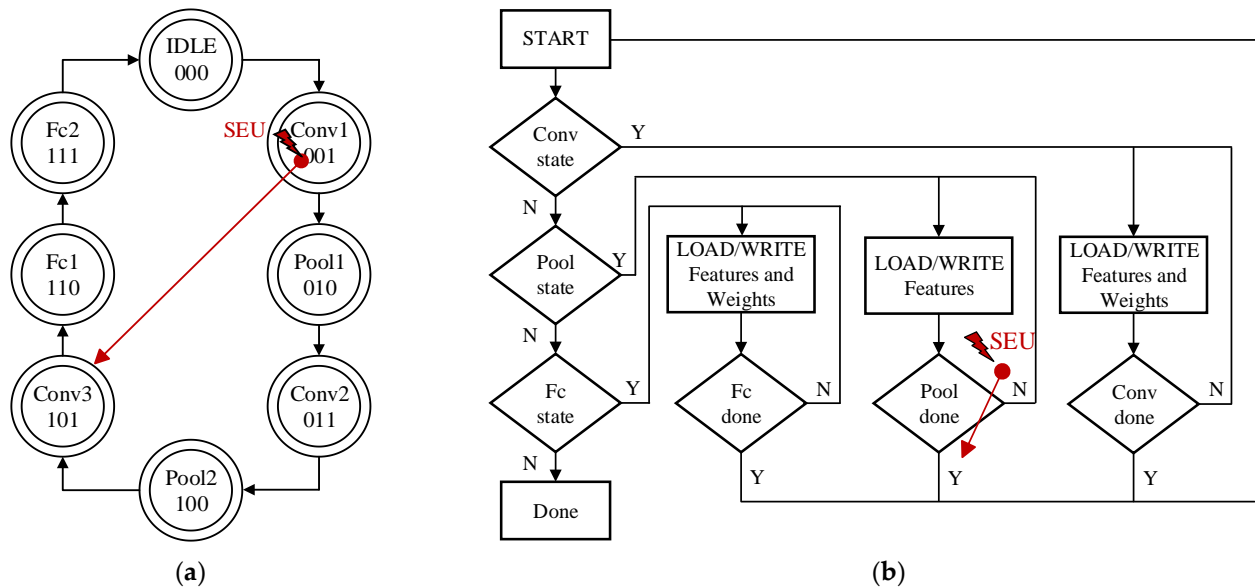 IDLE
000
Conv1
001
SEU
Pool1
010
Conv2
011
Pool2
100
Conv3
101
Fc1
110
Fc2
111
(a)
START
Conv
state
Y
N
Pool
state
Y
N
Fc
state
Y
N
Done
LOAD/WRITE
Features and
Weights
Fc
done
N
Y
LOAD/WRITE
Features
SEU
Pool
done
N
Y
LOAD/WRITE
Features and
Weights
Conv
done
N
Y
(b)